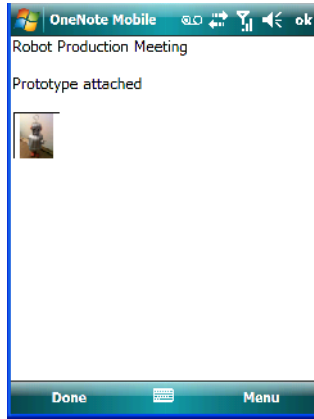 OneNote Mobile ok
Robot Production Meeting
Prototype attached
Done Menu